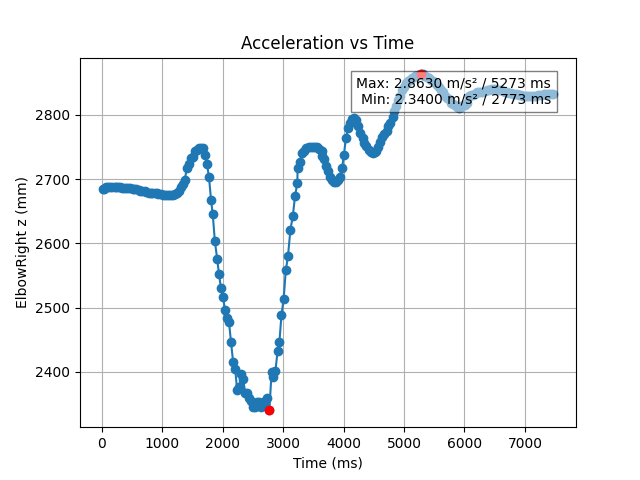 Acceleration vs Time
Max: 2.8630 m/s² / 5273 ms
Min: 2.3400 m/s² / 2773 ms
ElbowRight z (mm)
2800
2700
2600
2500
2400
0 1000 2000 3000 4000 5000 6000 7000
Time (ms)